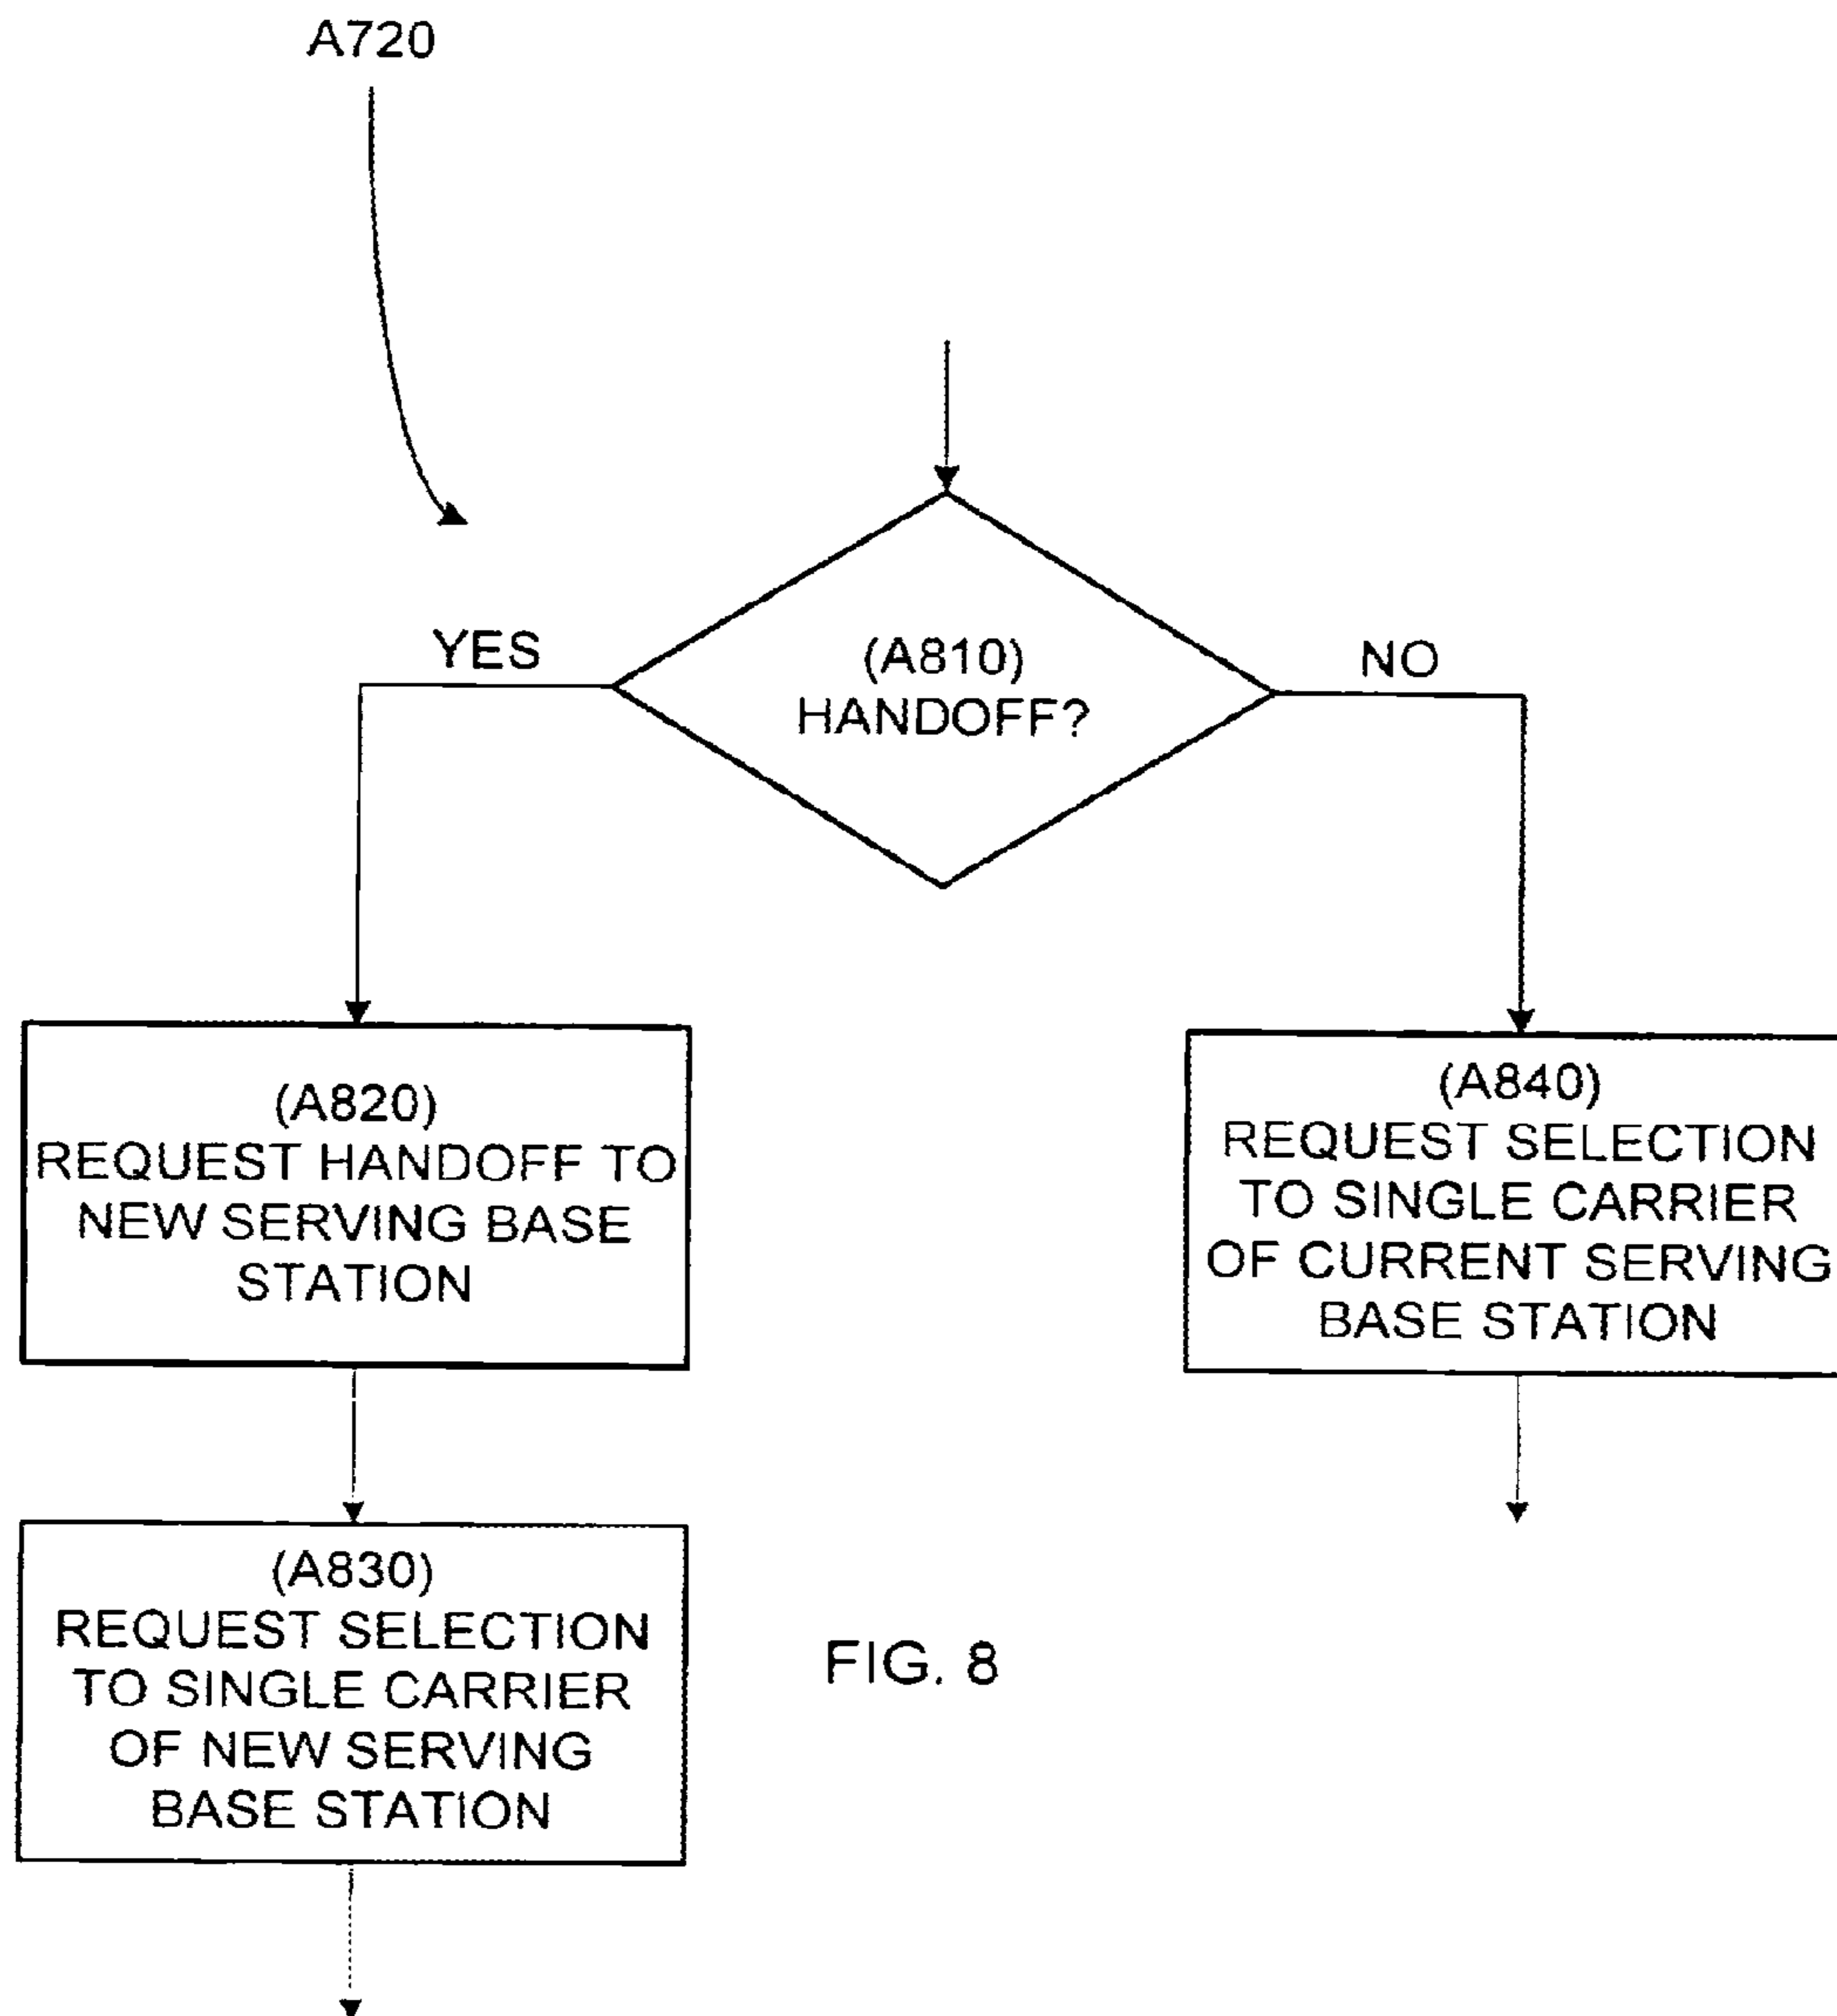 A720
(A810)
HANDOFF?
YES
NO
(A820)
REQUEST HANDOFF TO
NEW SERVING BASE
STATION
(A840)
REQUEST SELECTION
TO SINGLE CARRIER
OF CURRENT SERVING
BASE STATION
(A830)
REQUEST SELECTION
TO SINGLE CARRIER
OF NEW SERVING
BASE STATION
FIG. 8